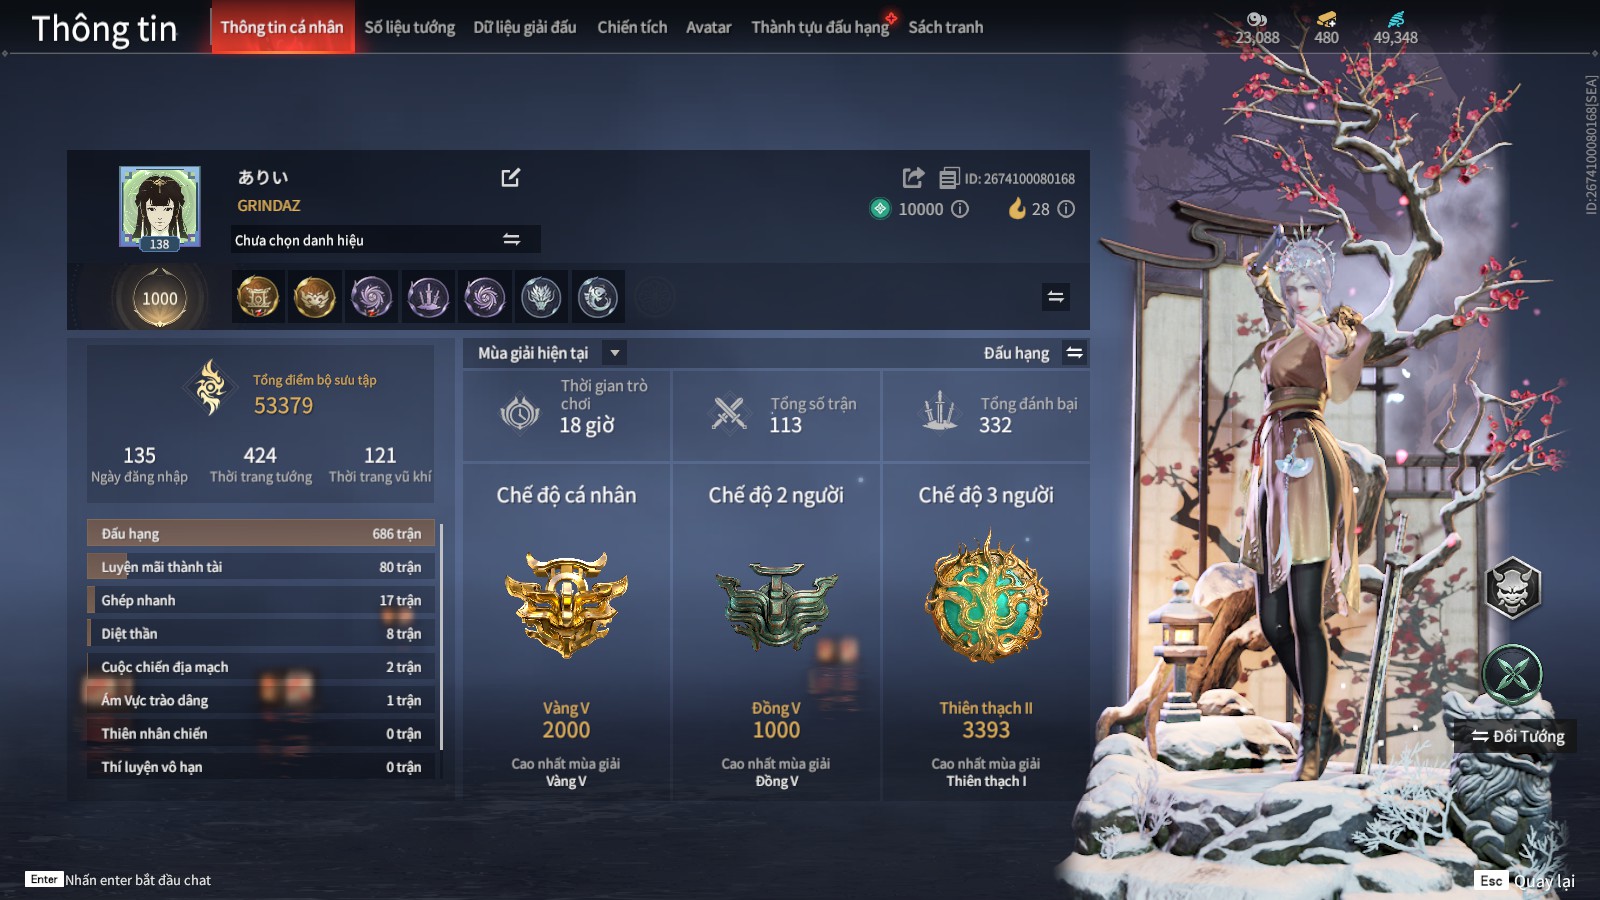 Thông tin
Thông tin cá nhân
Số liệu tướng
Dữ liệu giải đấu
Chiến tích
Avatar
Thành tựu đấu hạng
Sách tranh
23,088
480
49,348
ID:2674100080168[SEA]
ありい
GRINDAZ
138
Chưa chọn danh hiệu
ID: 2674100080168
10000
28
1000
Tổng điểm bộ sưu tập
53379
135
Ngày đăng nhập
424
Thời trang tướng
121
Thời trang vũ khí
Đấu hạng 686 trận
Luyện mãi thành tài 80 trận
Ghép nhanh 17 trận
Diệt thần 8 trận
Cuộc chiến địa mạch 2 trận
Ám Vực trào dâng 1 trận
Thiên nhân chiến 0 trận
Thí luyện vô hạn 0 trận
Mùa giải hiện tại
Đấu hạng
Thời gian trò
chơi
18 giờ
Tổng số trận
113
Tổng đánh bại
332
Chế độ cá nhân
Vàng V
2000
Cao nhất mùa giải
Vàng V
Chế độ 2 người
Đồng V
1000
Cao nhất mùa giải
Đồng V
Chế độ 3 người
Thiên thạch II
3393
Cao nhất mùa giải
Thiên thạch I
Đổi Tướng
Enter Nhấn enter bắt đầu chat
Esc Quay lại